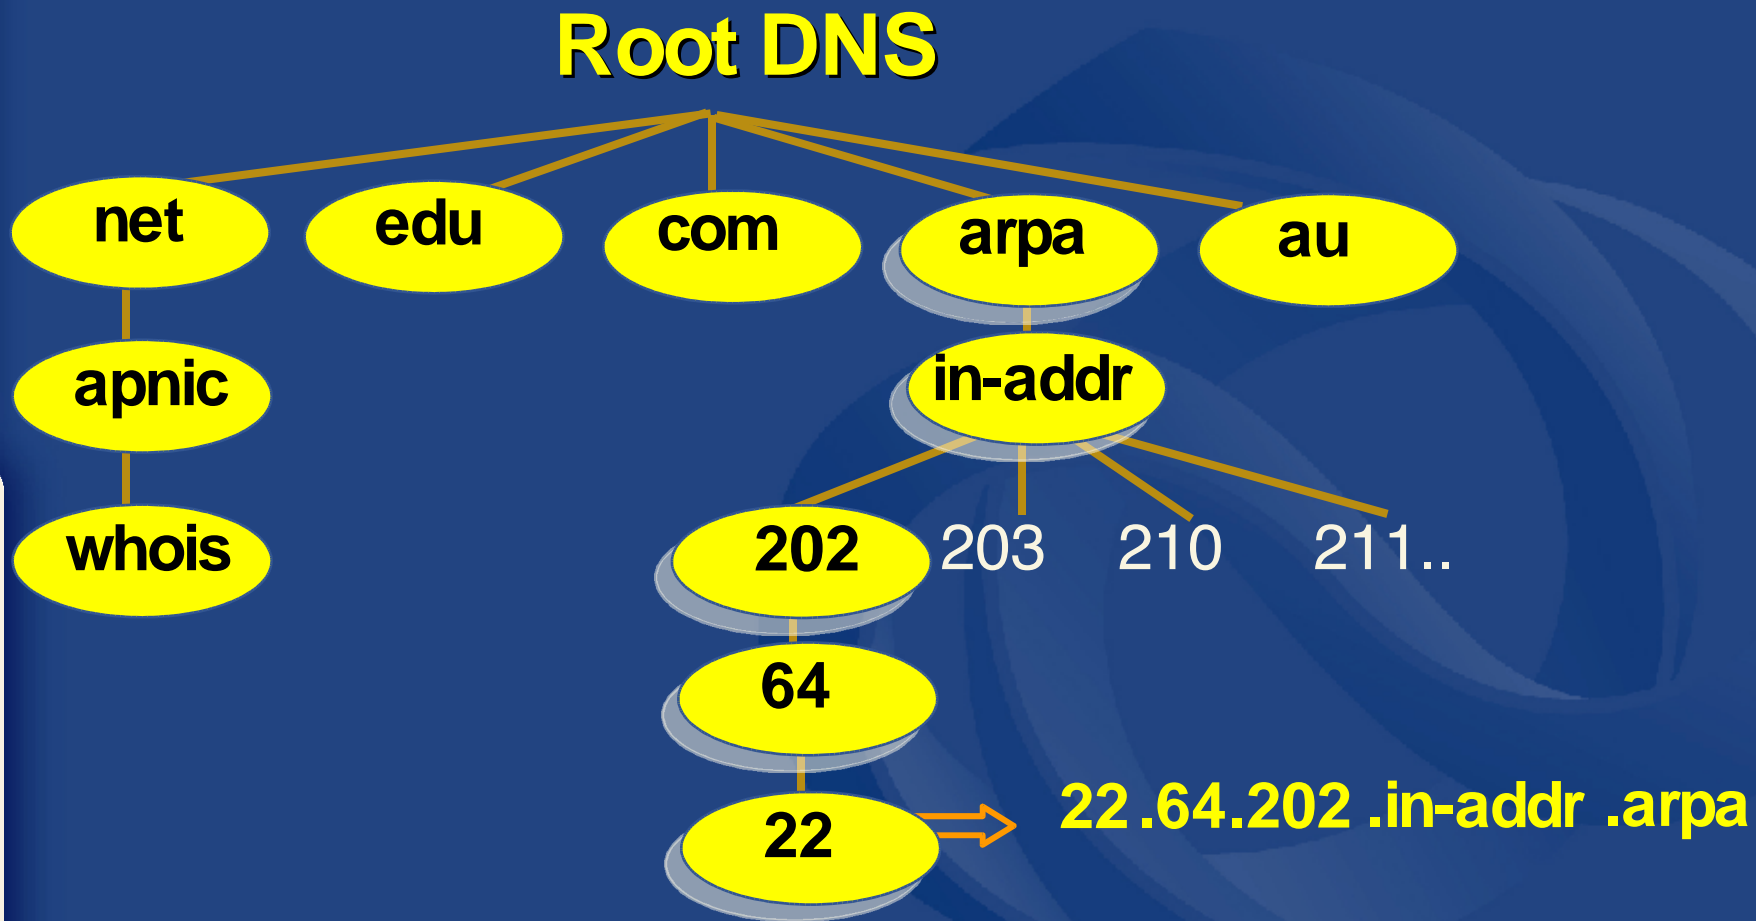 Root DNS
net edu com arpa au
apnic in-addr
whois 202 203 210 211..
64
22 22.64.202 .in-addr .arpa